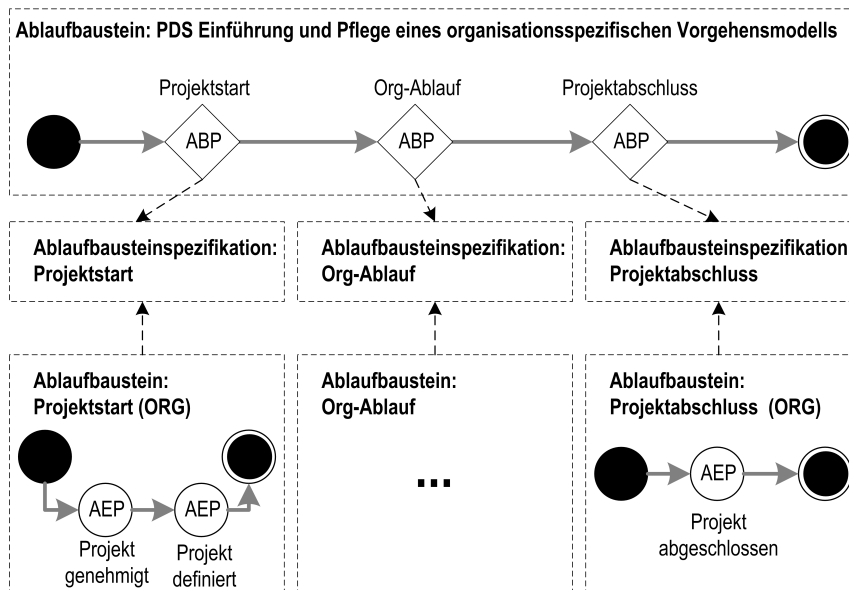 Ablaufbaustein: PDS Einführung und Pflege eines organisationsspezifischen Vorgehensmodells
Projektstart
Org-Ablauf
Projektabschluss
ABP
ABP
ABP
Ablaufbausteinspezifikation:
Projektstart
Ablaufbausteinspezifikation:
Org-Ablauf
Ablaufbausteinspezifikation:
Projektabschluss
Ablaufbaustein:
Projektstart (ORG)
AEP
AEP
Projekt
genehmigt
Projekt
definiert
Ablaufbaustein:
Org-Ablauf
...
Ablaufbaustein:
Projektabschluss (ORG)
AEP
Projekt
abgeschlossen